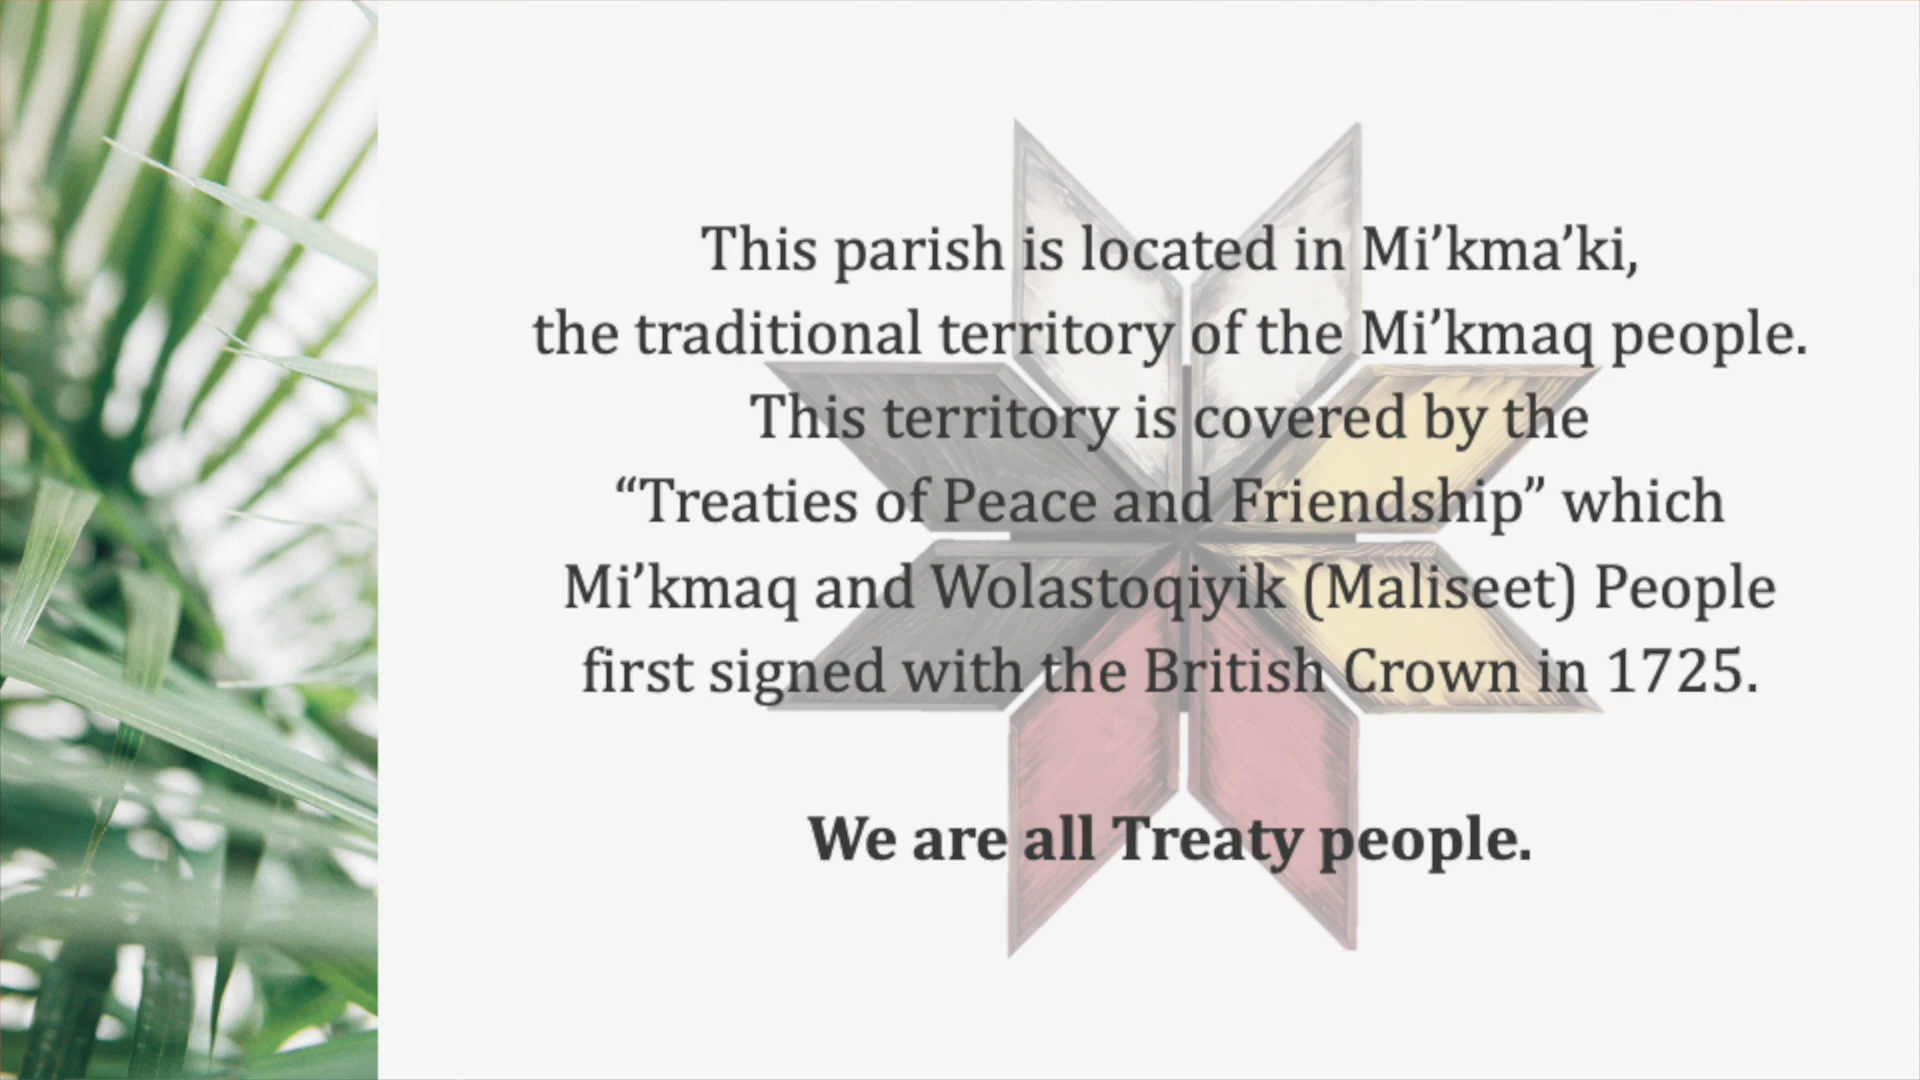 This parish is located in Mi’kma’ki,
the traditional territory of the Mi’kmaq people.
This territory is covered by the
“Treaties of Peace and Friendship” which
Mi’kmaq and Wolastoqiyik (Maliseet) People
first signed with the British Crown in 1725.
We are all Treaty people.